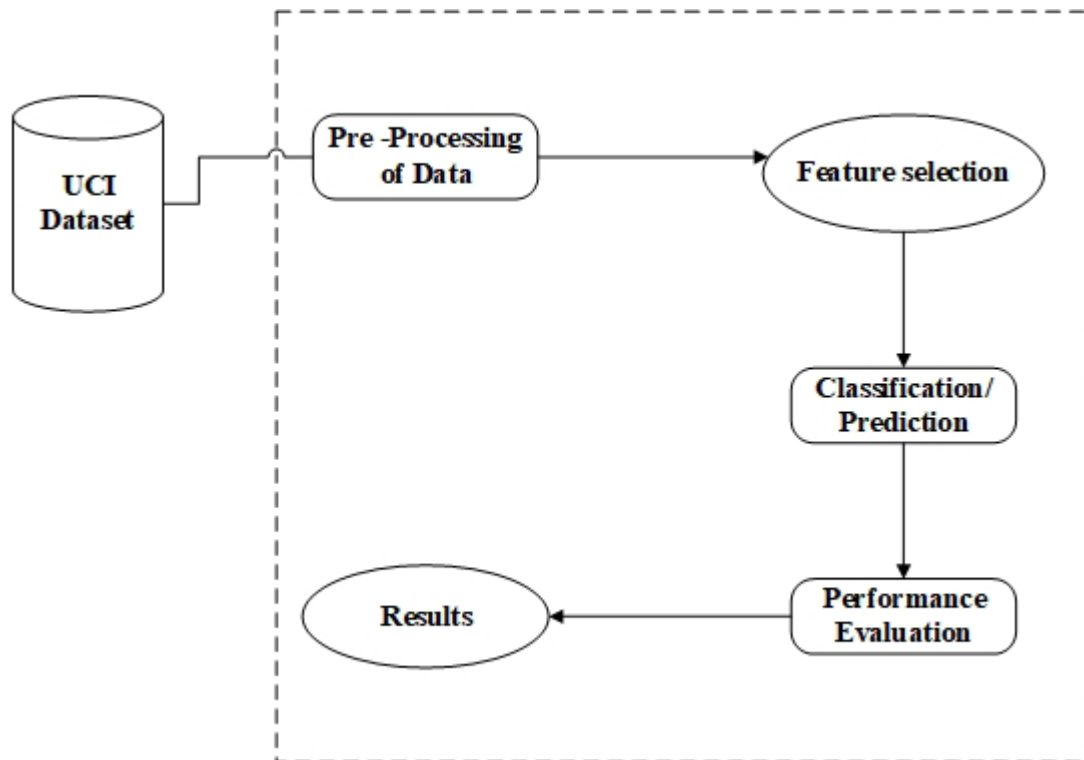 UCI
Dataset
Pre -Processing
of Data
Feature selection
Classification/
Prediction
Performance
Evaluation
Results